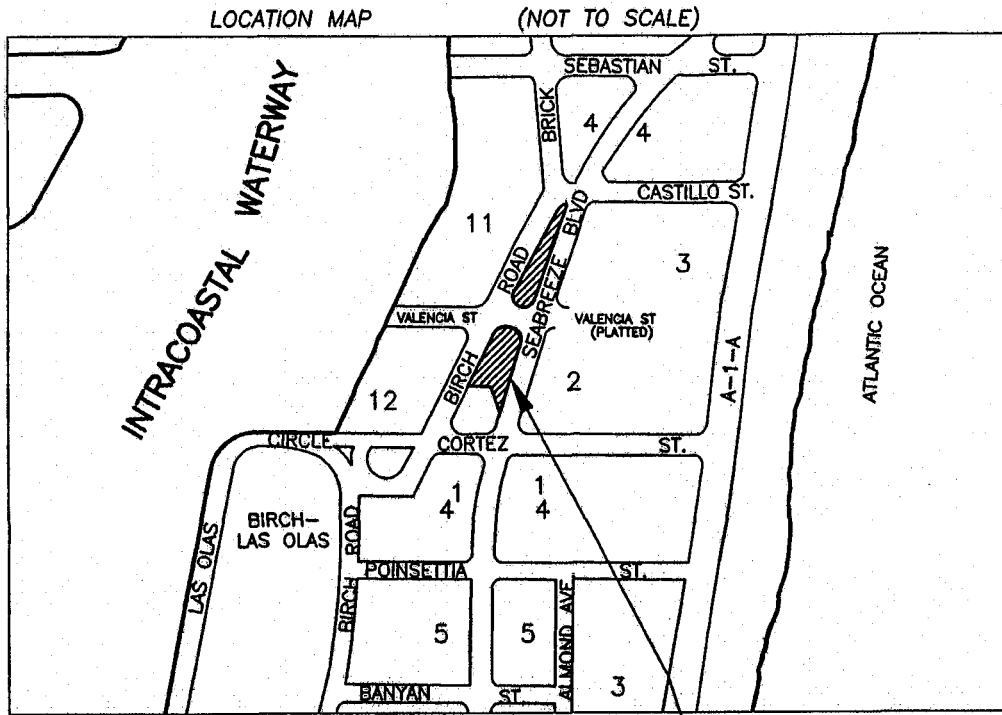 LOCATION MAP (NOT TO SCALE)
SEBASTIAN ST.
BRICK
4
4
CASTILLO ST.
INTRACOASTAL WATERWAY
11
ROAD
SEABREEZE BLVD
3
ATLANTIC OCEAN
VALENCIA ST
VALENCIA ST
(PLATTED)
A-1-A
BIRCH
12
2
CIRCLE
CORTEZ ST.
1
4
1
4
BIRCH-
LAS OLAS
LAS OLAS
BIRCH ROAD
POINSETTIA ST.
5
5
ALMOND AVE
3
BANYAN ST.